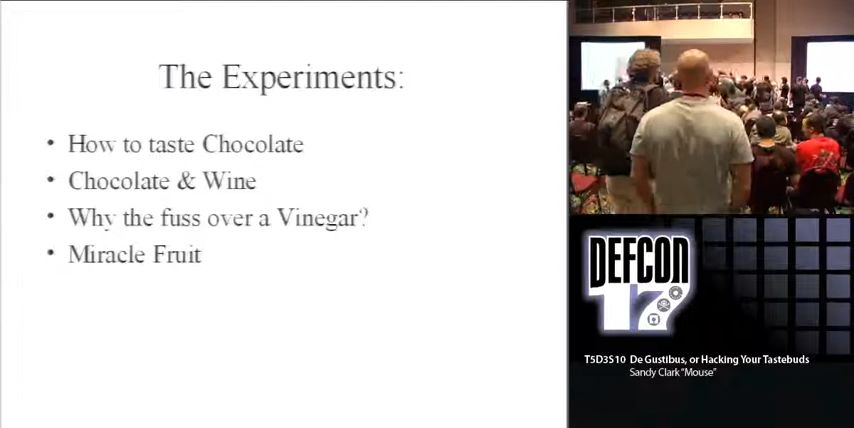 The Experiments:
• How to taste Chocolate
• Chocolate & Wine
• Why the fuss over a Vinegar?
• Miracle Fruit
DEFCON
17
T5D3S10 De Gustibus, or Hacking Your Tastebuds
Sandy Clark "Mouse"